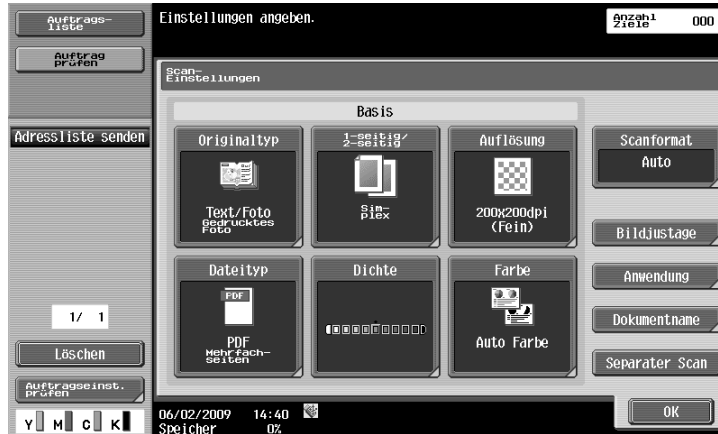 Auftrags-
liste
Auftrag
prüfen
Adressliste senden
1/ 1
Löschen
Auftragseinst.
prüfen
Y M C K
Einstellungen angeben.
Anzahl
Ziele
000
Scan-
Einstellungen
Basis
Originaltyp
Text/Foto
Gedrucktes
Foto
1-seitig/
2-seitig
Sim-
plex
Auflösung
200x200dpi
(Fein)
Dateityp
PDF
PDF
Mehrfach-
seiten
Dichte
Farbe
Auto Farbe
Scanformat
Auto
Bildjustage
Anwendung
Dokumentname
Separater Scan
OK
06/02/2009 14:40
Speicher 0%